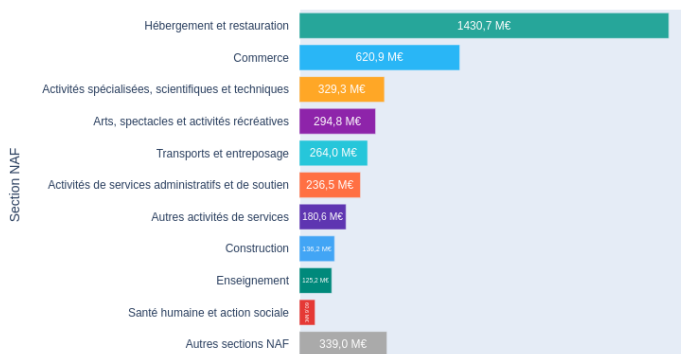 Section NAF
Hébergement et restauration 1430,7 M€
Commerce 620,9 M€
Activités spécialisées, scientifiques et techniques 329,3 M€
Arts, spectacles et activités récréatives 294,8 M€
Transports et entreposage 264,0 M€
Activités de services administratifs et de soutien 236,5 M€
Autres activités de services 180,6 M€
Construction 136,2 M€
Enseignement 125,2 M€
Santé humaine et action sociale
Autres sections NAF 339,0 M€